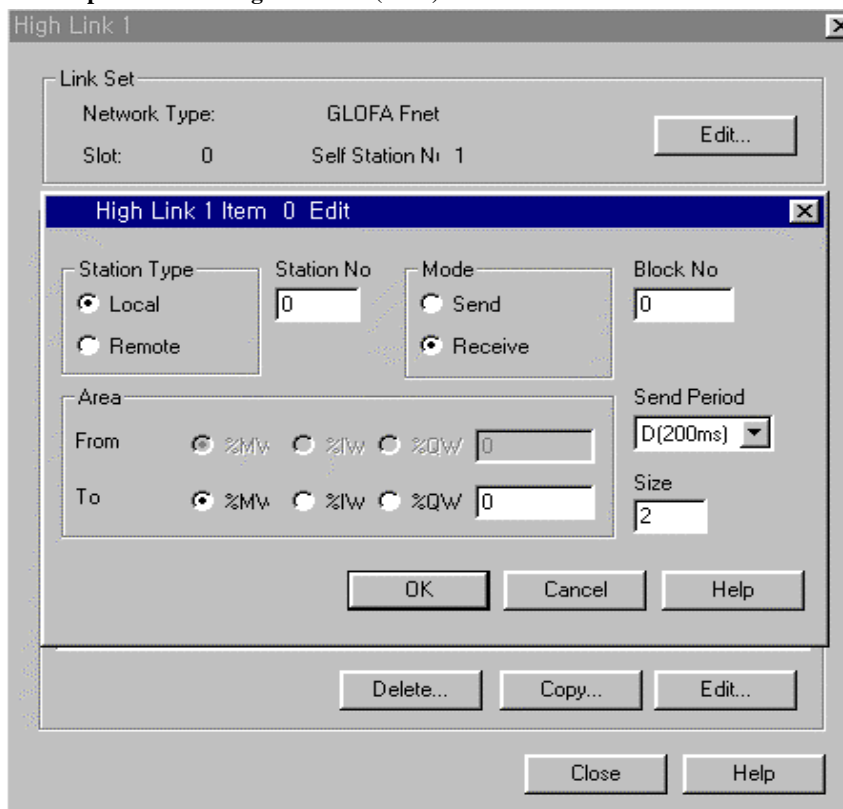 High Link 1
Link Set
Network Type: GLOFA Fnet
Slot: 0 Self Station N 1
Edit...
High Link 1 Item 0 Edit
Station Type
Local
Remote
Station No
0
Mode
Send
Receive
Block No
0
Area
From %MW %IW %QW 0
To %MW %IW %QW 0
Send Period
D(200ms)
Size
2
OK Cancel Help
Delete... Copy... Edit...
Close Help